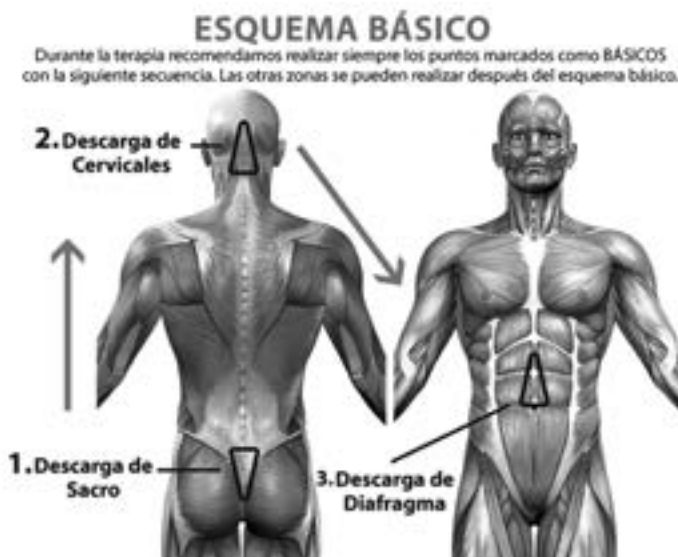 ESQUEMA BÁSICO
Durante la terapia recomendamos realizar siempre los puntos marcados como BÁSICOS
con la siguiente secuencia. Las otras zonas se pueden realizar después del esquema básico.
2. Descarga de
Cervicales
1. Descarga de
Sacro
3. Descarga de
Diafragma